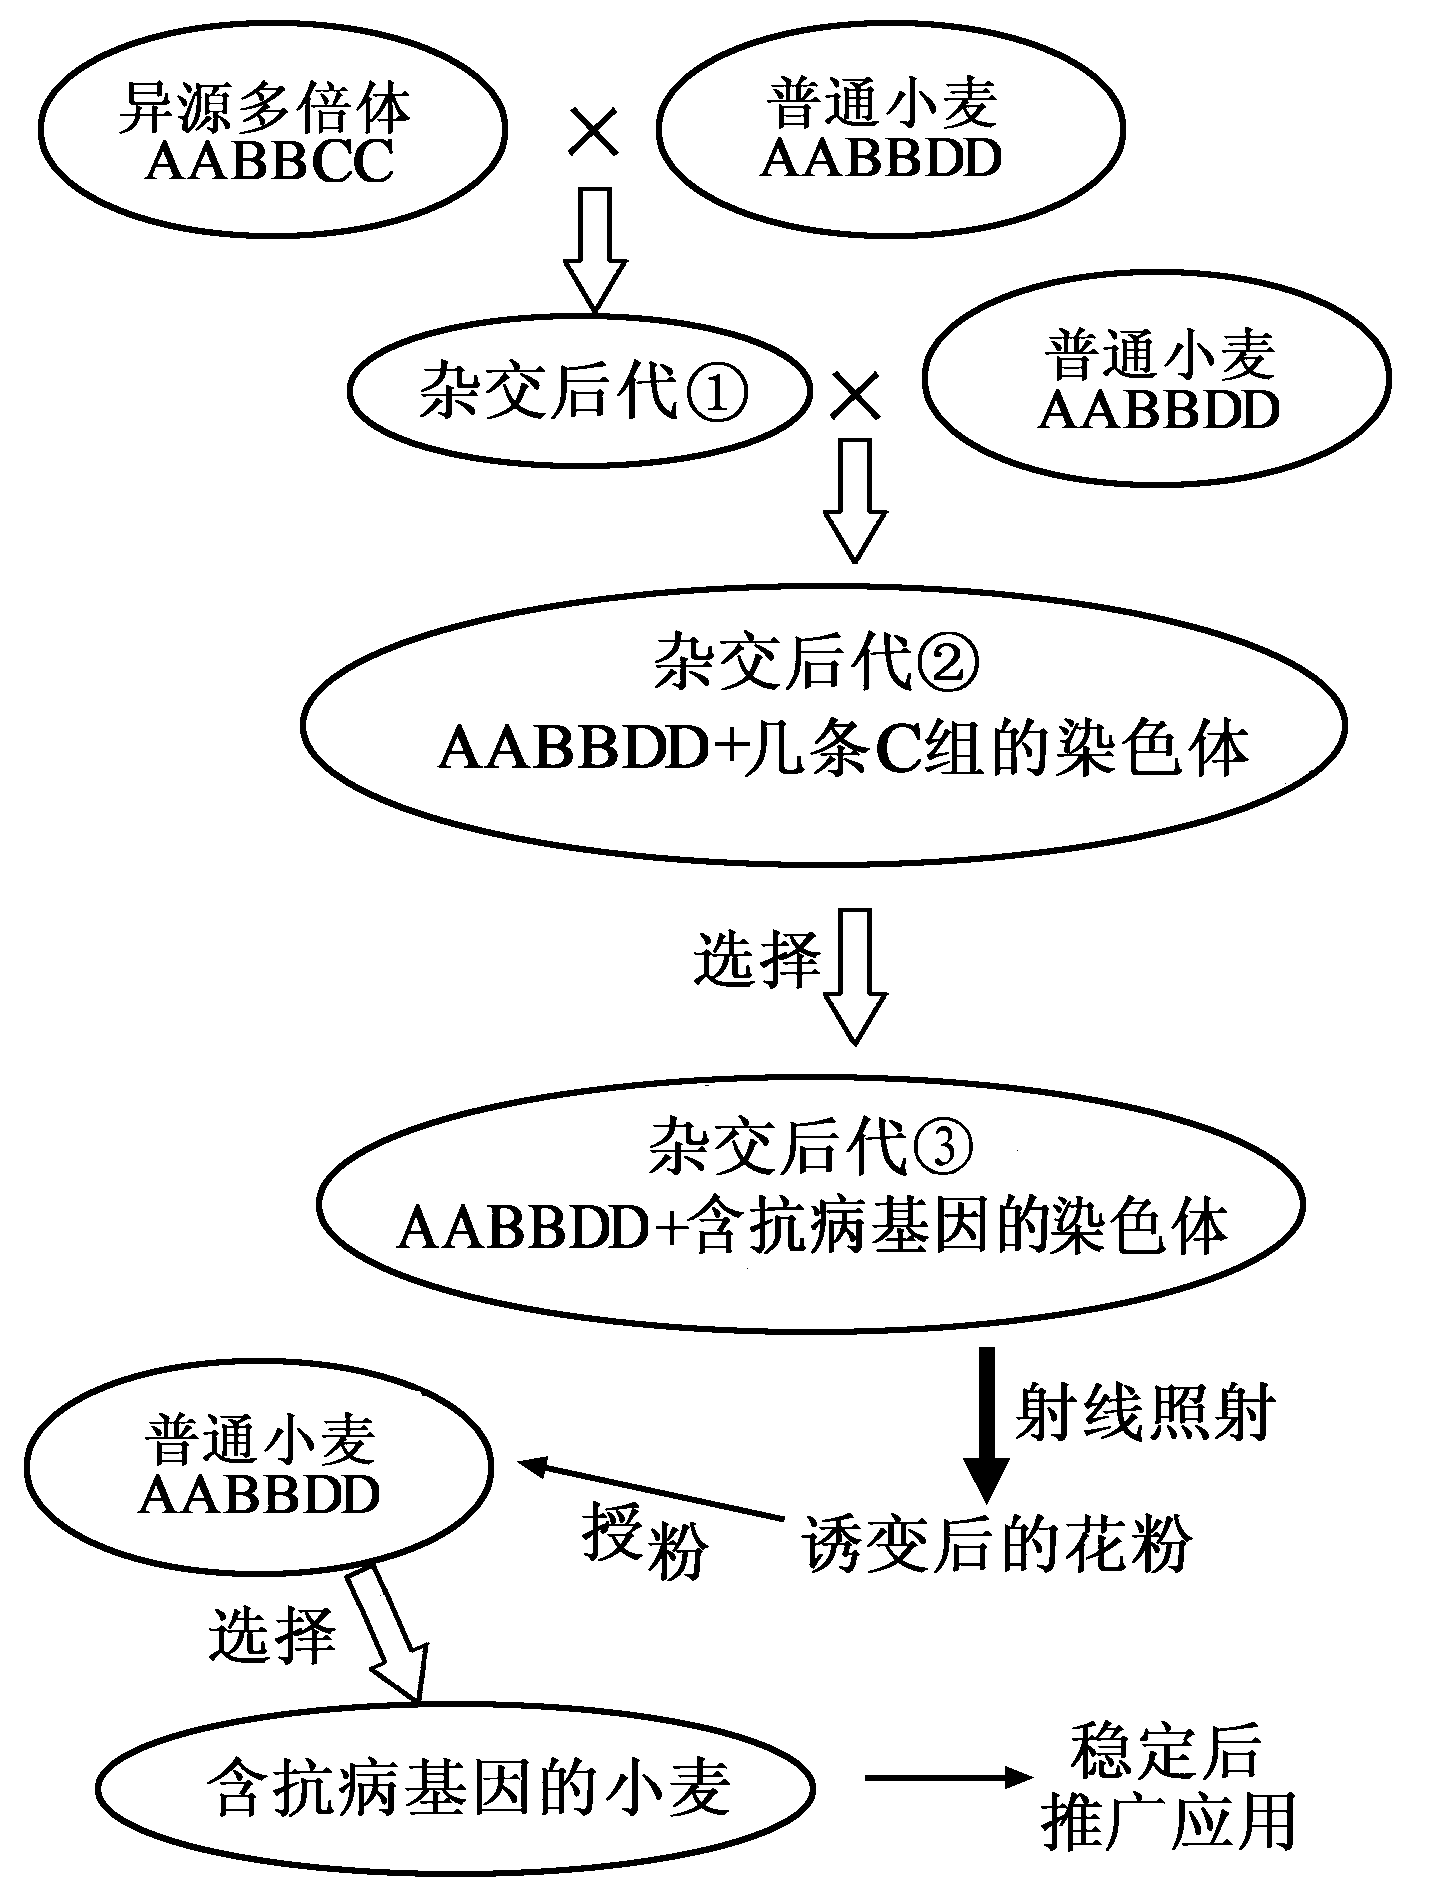 异源多倍体
AABBCC
×
普通小麦
AABBDD
杂交后代①
×
普通小麦
AABBDD
杂交后代②
AABBDD+几条C组的染色体
选择
杂交后代③
AABBDD+含抗病基因的染色体
射线照射
诱变后的花粉
授粉
普通小麦
AABBDD
选择
含抗病基因的小麦
稳定后
推广应用